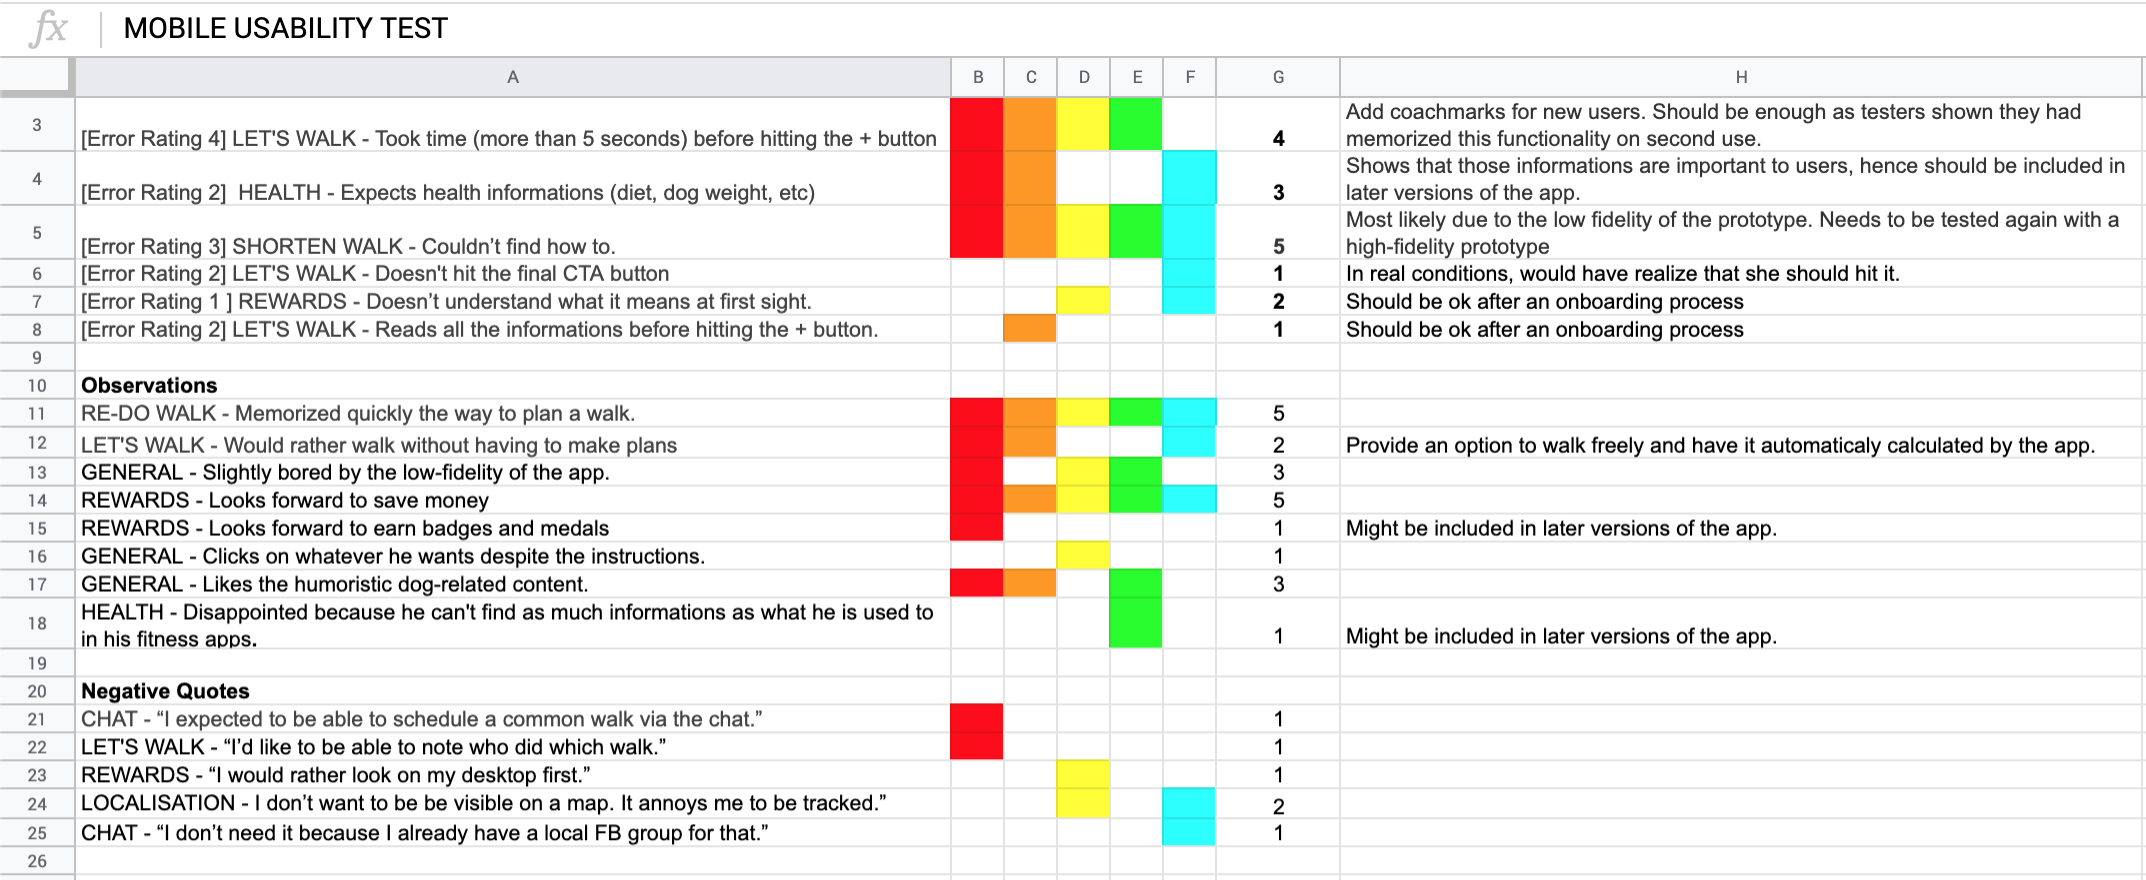 fx MOBILE USABILITY TEST
A B C D E F G H
3 [Error Rating 4] LET'S WALK - Took time (more than 5 seconds) before hitting the + button 4 Add coachmarks for new users. Should be enough as testers shown they had
memorized this functionality on second use.
4 [Error Rating 2]  HEALTH - Expects health informations (diet, dog weight, etc) 3 Shows that those informations are important to users, hence should be included in
later versions of the app.
5 [Error Rating 3] SHORTEN WALK - Couldn’t find how to. 5 Most likely due to the low fidelity of the prototype. Needs to be tested again with a
high-fidelity prototype
6 [Error Rating 2] LET'S WALK - Doesn't hit the final CTA button 1 In real conditions, would have realize that she should hit it.
7 [Error Rating 1 ] REWARDS - Doesn’t understand what it means at first sight. 2 Should be ok after an onboarding process
8 [Error Rating 2] LET'S WALK - Reads all the informations before hitting the + button. 1 Should be ok after an onboarding process
9
10 Observations
11 RE-DO WALK - Memorized quickly the way to plan a walk. 5
12 LET'S WALK - Would rather walk without having to make plans 2 Provide an option to walk freely and have it automaticaly calculated by the app.
13 GENERAL - Slightly bored by the low-fidelity of the app. 3
14 REWARDS - Looks forward to save money 5
15 REWARDS - Looks forward to earn badges and medals 1 Might be included in later versions of the app.
16 GENERAL - Clicks on whatever he wants despite the instructions. 1
17 GENERAL - Likes the humoristic dog-related content. 3
18 HEALTH - Disappointed because he can't find as much informations as what he is used to
in his fitness apps. 1 Might be included in later versions of the app.
19
20 Negative Quotes
21 CHAT - “I expected to be able to schedule a common walk via the chat.” 1
22 LET'S WALK - “I’d like to be able to note who did which walk.” 1
23 REWARDS - “I would rather look on my desktop first.” 1
24 LOCALISATION - I don’t want to be be visible on a map. It annoys me to be tracked.” 2
25 CHAT - “I don’t need it because I already have a local FB group for that.” 1
26